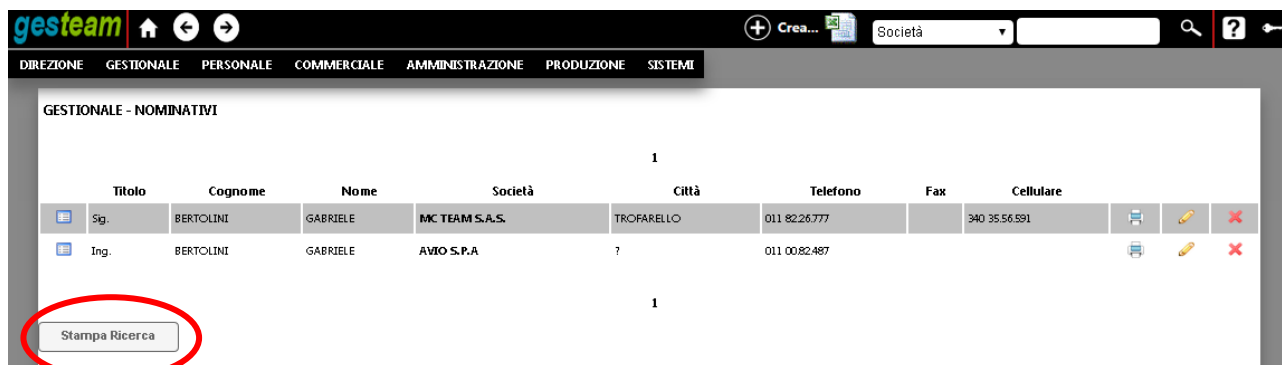 gesteam Crea... Società ?
DIREZIONE GESTIONALE PERSONALE COMMERCIALE AMMINISTRAZIONE PRODUZIONE SISTEMI
GESTIONALE - NOMINATIVI
1
Titolo Cognome Nome Società Città Telefono Fax Cellulare
Sig. BERTOLINI GABRIELE MC TEAM S.A.S. TROFARELLO 011 82.26.777 340 35.56.591
Ing. BERTOLINI GABRIELE AVIO S.P.A ? 011 00.82.487
1
Stampa Ricerca